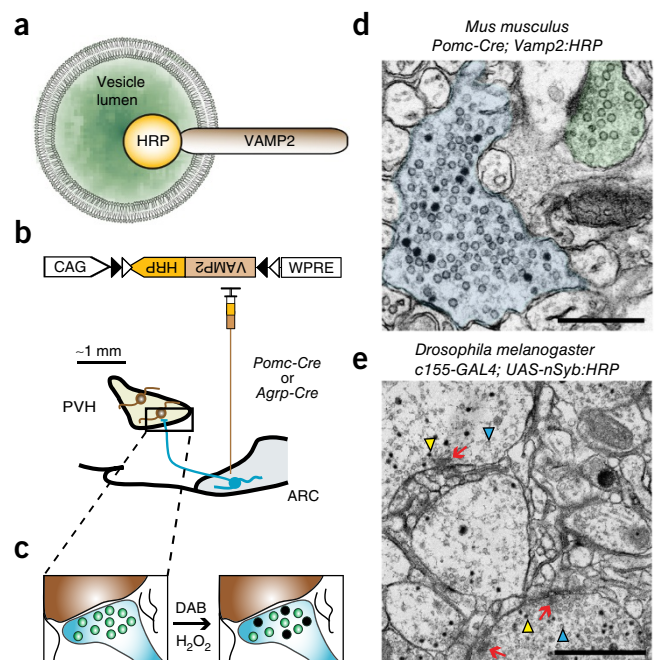 a
Vesicle
lumen
HRP
VAMP2
b
CAG
HRP
VAMP2
WPRE
~1 mm
Pomc-Cre
or
Agrp-Cre
PVH
ARC
c
DAB
H₂O₂
d
Mus musculus
Pomc-Cre; Vamp2:HRP
e
Drosophila melanogaster
c155-GAL4; UAS-nSyb:HRP